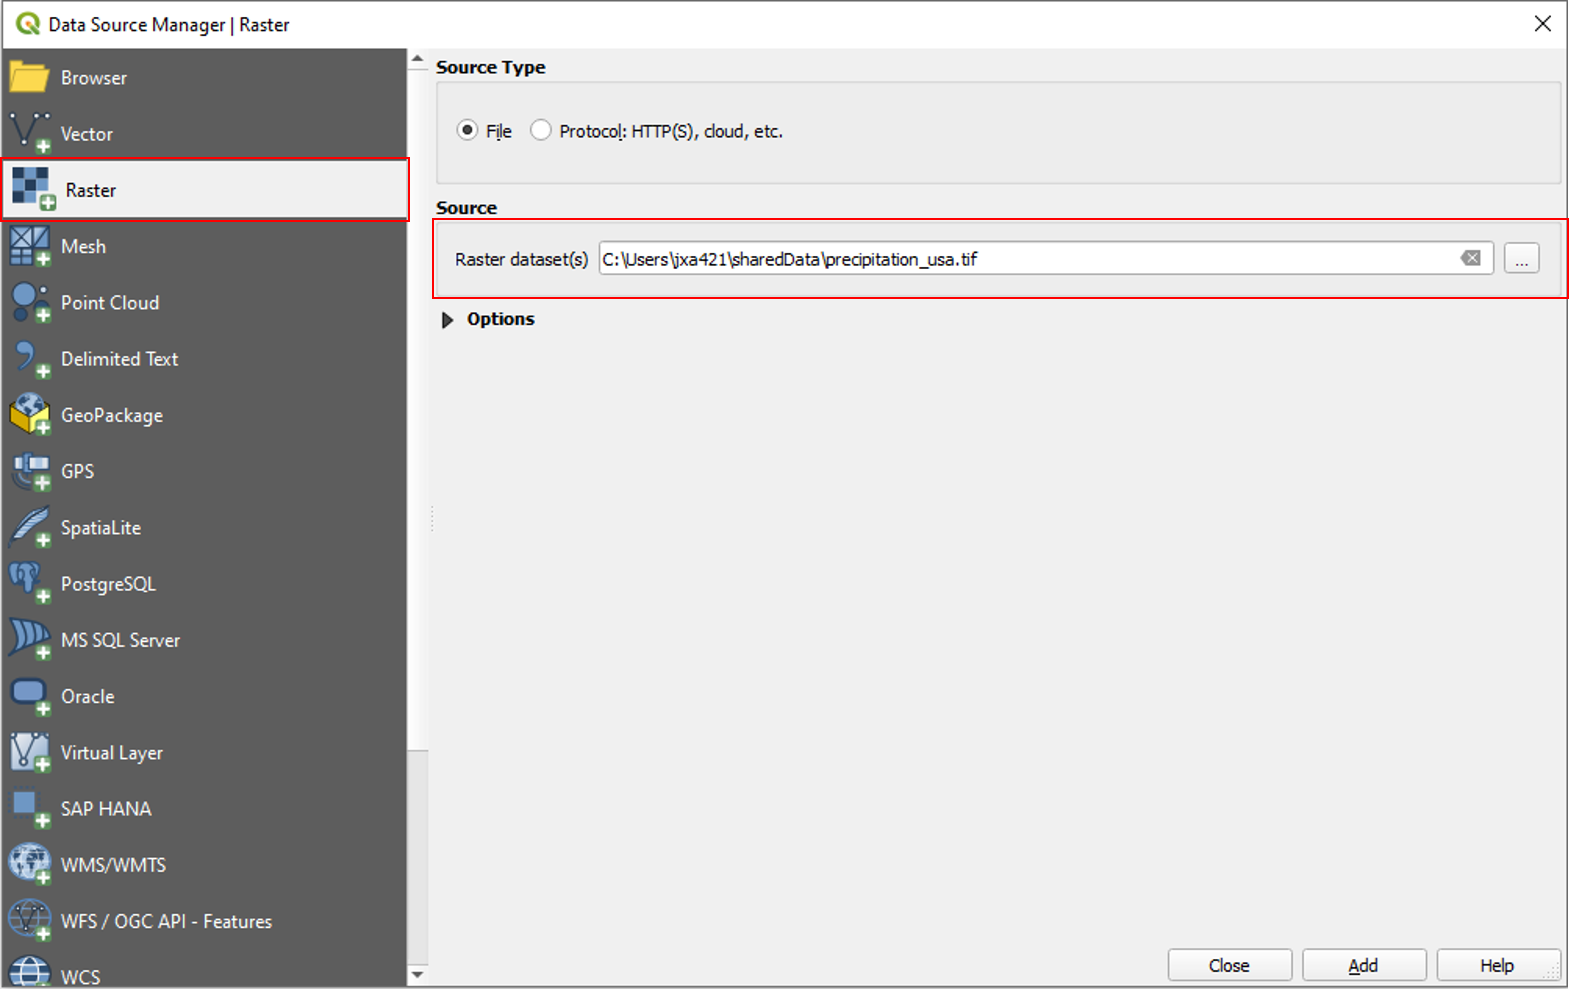 Data Source Manager | Raster
Browser
Vector
Raster
Mesh
Point Cloud
Delimited Text
GeoPackage
GPS
SpatiaLite
PostgreSQL
MS SQL Server
Oracle
Virtual Layer
SAP HANA
WMS/WMTS
WFS / OGC API - Features
WCS
Source Type
File Protocol: HTTP(S), cloud, etc.
Source
Raster dataset(s) C:\Users\jxa421\sharedData\precipitation_usa.tif ...
Options
Close Add Help